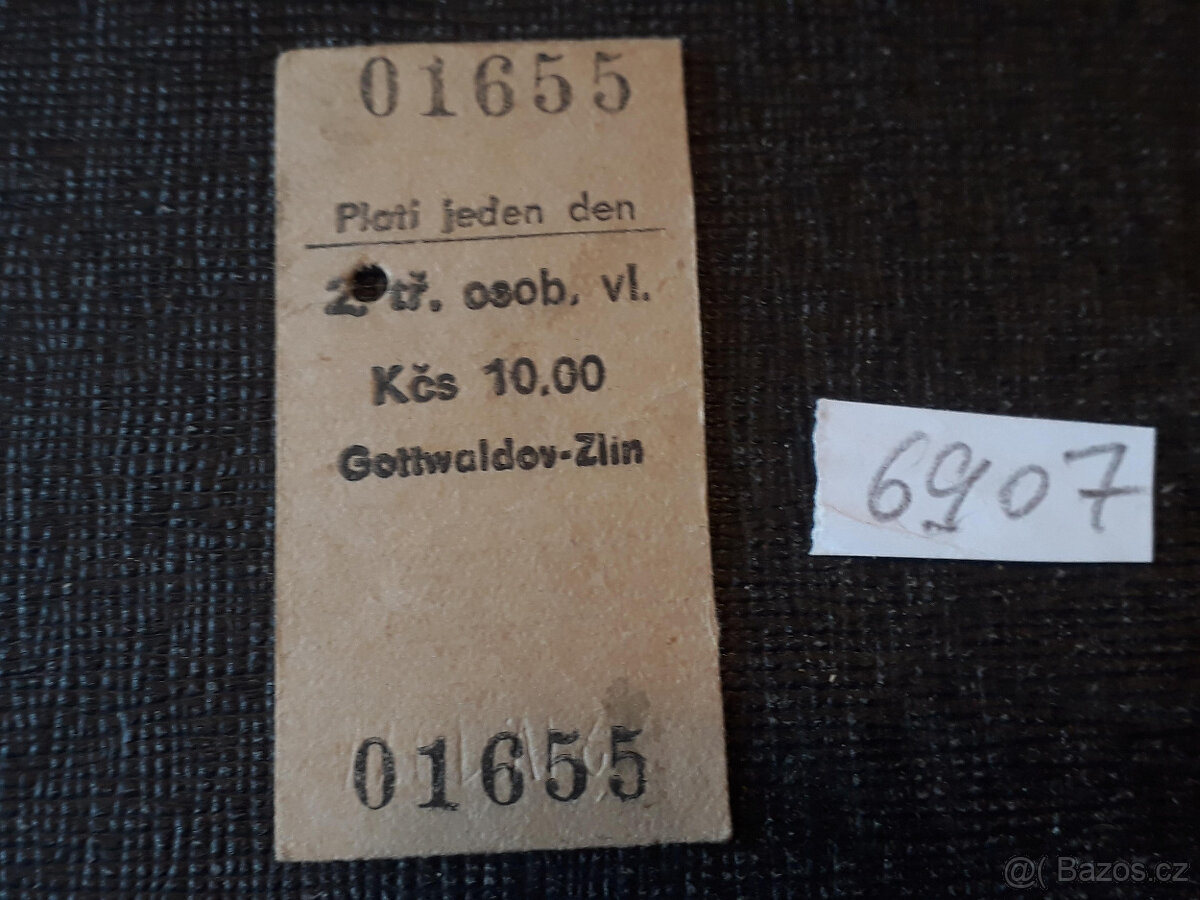 01655
Platí jeden den
2. tř. osob. vl.
Kčs 10.00
Gottwaldov-Zlín
01655
6907
@( Bazos.cz